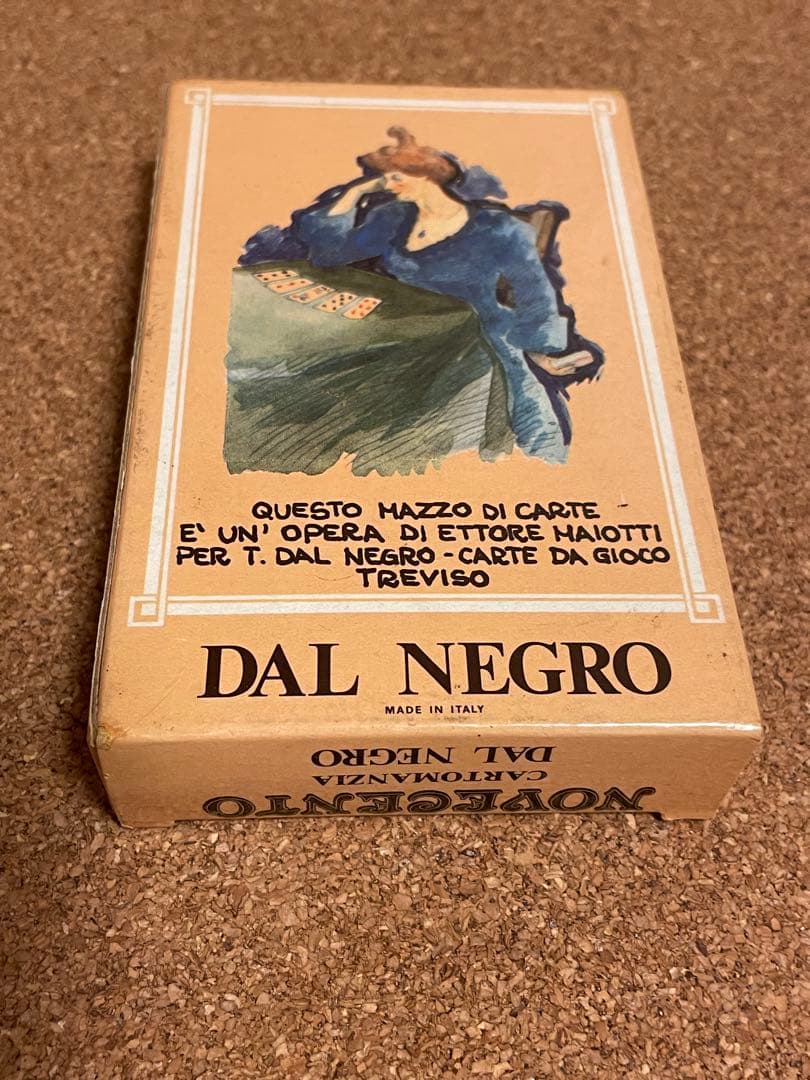 QUESTO MAZZO DI CARTE
E' UN' OPERA DI ETTORE MAIOTTI
PER T. DAL NEGRO - CARTE DA GIOCO
TREVISO
DAL NEGRO
MADE IN ITALY
NOVECENTO
CARTOMANZIA
DAL NEGRO